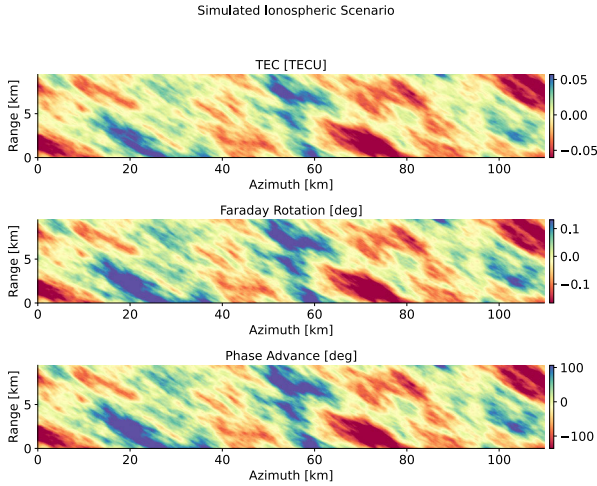 Simulated Ionospheric Scenario
TEC [TECU]
Range [km]
5
0
0 20 40 60 80 100
Azimuth [km]
0.05
0.00
−0.05
Faraday Rotation [deg]
Range [km]
5
0
0 20 40 60 80 100
Azimuth [km]
0.1
0.0
−0.1
Phase Advance [deg]
Range [km]
5
0
0 20 40 60 80 100
Azimuth [km]
100
0
−100